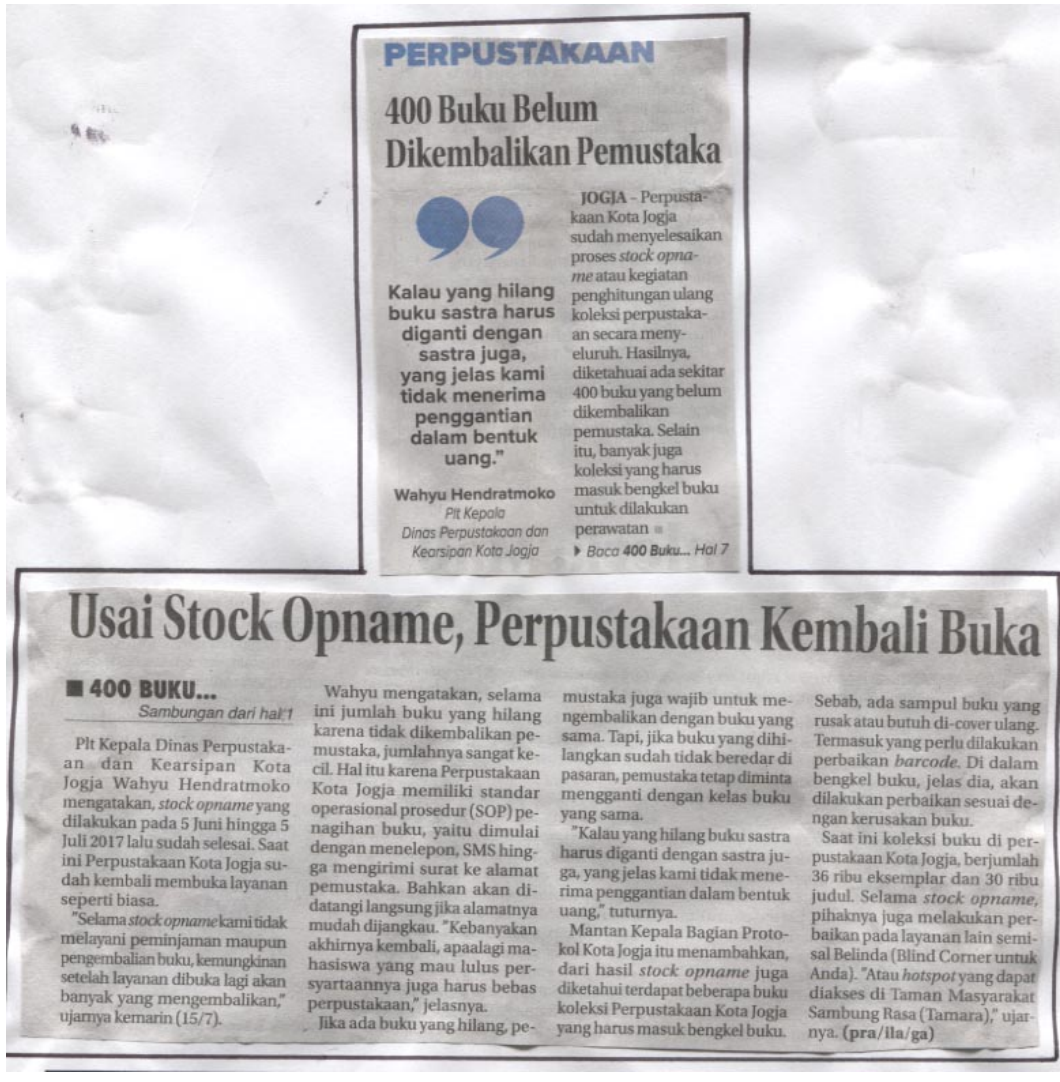 PERPUSTAKAAN
400 Buku Belum
Dikembalikan Pemustaka
Kalau yang hilang
buku sastra harus
diganti dengan
sastra juga,
yang jelas kami
tidak menerima
penggantian
dalam bentuk
uang."
Wahyu Hendratmoko
Plt Kepala
Dinas Perpustakaan dan
Kearsipan Kota Jogja
JOGJA - Perpusta-
kaan Kota Jogja
sudah menyelesaikan
proses stock opna-
me atau kegiatan
penghitungan ulang
koleksi perpustaka-
an secara meny-
eluruh. Hasilnya,
diketahuai ada sekitar
400 buku yang belum
dikembalikan
pemustaka. Selain
itu, banyak juga
koleksi yang harus
masuk bengkel buku
untuk dilakukan
perawatan
Baca 400 Buku... Hal 7
Usai Stock Opname, Perpustakaan Kembali Buka
400 BUKU...
Sambungan dari hal 1
Plt Kepala Dinas Perpustaka-
an dan Kearsipan Kota
Jogja Wahyu Hendratmoko
mengatakan, stock opname yang
dilakukan pada 5 Juni hingga 5
Juli 2017 lalu sudah selesai. Saat
ini Perpustakaan Kota Jogja su-
dah kembali membuka layanan
seperti biasa.
"Selama stock opname kami tidak
melayani peminjaman maupun
pengembalian buku, kemungkinan
setelah layanan dibuka lagi akan
banyak yang mengembalikan,"
ujarnya kemarin (15/7).
Wahyu mengatakan, selama
ini jumlah buku yang hilang
karena tidak dikembalikan pe-
mustaka, jumlahnya sangat ke-
cil. Hal itu karena Perpustakaan
Kota Jogja memiliki standar
operasional prosedur (SOP) pe-
nagihan buku, yaitu dimulai
dengan menelepon, SMS hing-
ga mengirimi surat ke alamat
pemustaka. Bahkan akan di-
datangi langsung jika alamatnya
mudah dijangkau. "Kebanyakan
akhirnya kembali, apaalagi ma-
hasiswa yang mau lulus per-
syartaannya juga harus bebas
perpustakaan," jelasnya.
Jika ada buku yang hilang, pe-
mustaka juga wajib untuk me-
ngembalikan dengan buku yang
sama. Tapi, jika buku yang dihi-
langkan sudah tidak beredar di
pasaran, pemustaka tetap diminta
mengganti dengan kelas buku
yang sama.
"Kalau yang hilang buku sastra
harus diganti dengan sastra ju-
ga, yang jelas kami tidak mene-
rima penggantian dalam bentuk
uang," tuturnya.
Mantan Kepala Bagian Proto-
kol Kota Jogja itu menambahkan,
dari hasil stock opname juga
diketahui terdapat beberapa buku
koleksi Perpustakaan Kota Jogja
yang harus masuk bengkel buku.
Sebab, ada sampul buku yang
rusak atau butuh di-cover ulang.
Termasuk yang perlu dilakukan
perbaikan barcode. Di dalam
bengkel buku, jelas dia, akan
dilakukan perbaikan sesuai de-
ngan kerusakan buku.
Saat ini koleksi buku di per-
pustakaan Kota Jogja, berjumlah
36 ribu eksemplar dan 30 ribu
judul. Selama stock opname,
pihaknya juga melakukan per-
baikan pada layanan lain semi-
sal Belinda (Blind Corner untuk
Anda). "Atau hotspot yang dapat
diakses di Taman Masyarakat
Sambung Rasa (Tamara)," ujar-
nya. (pra/ila/ga)